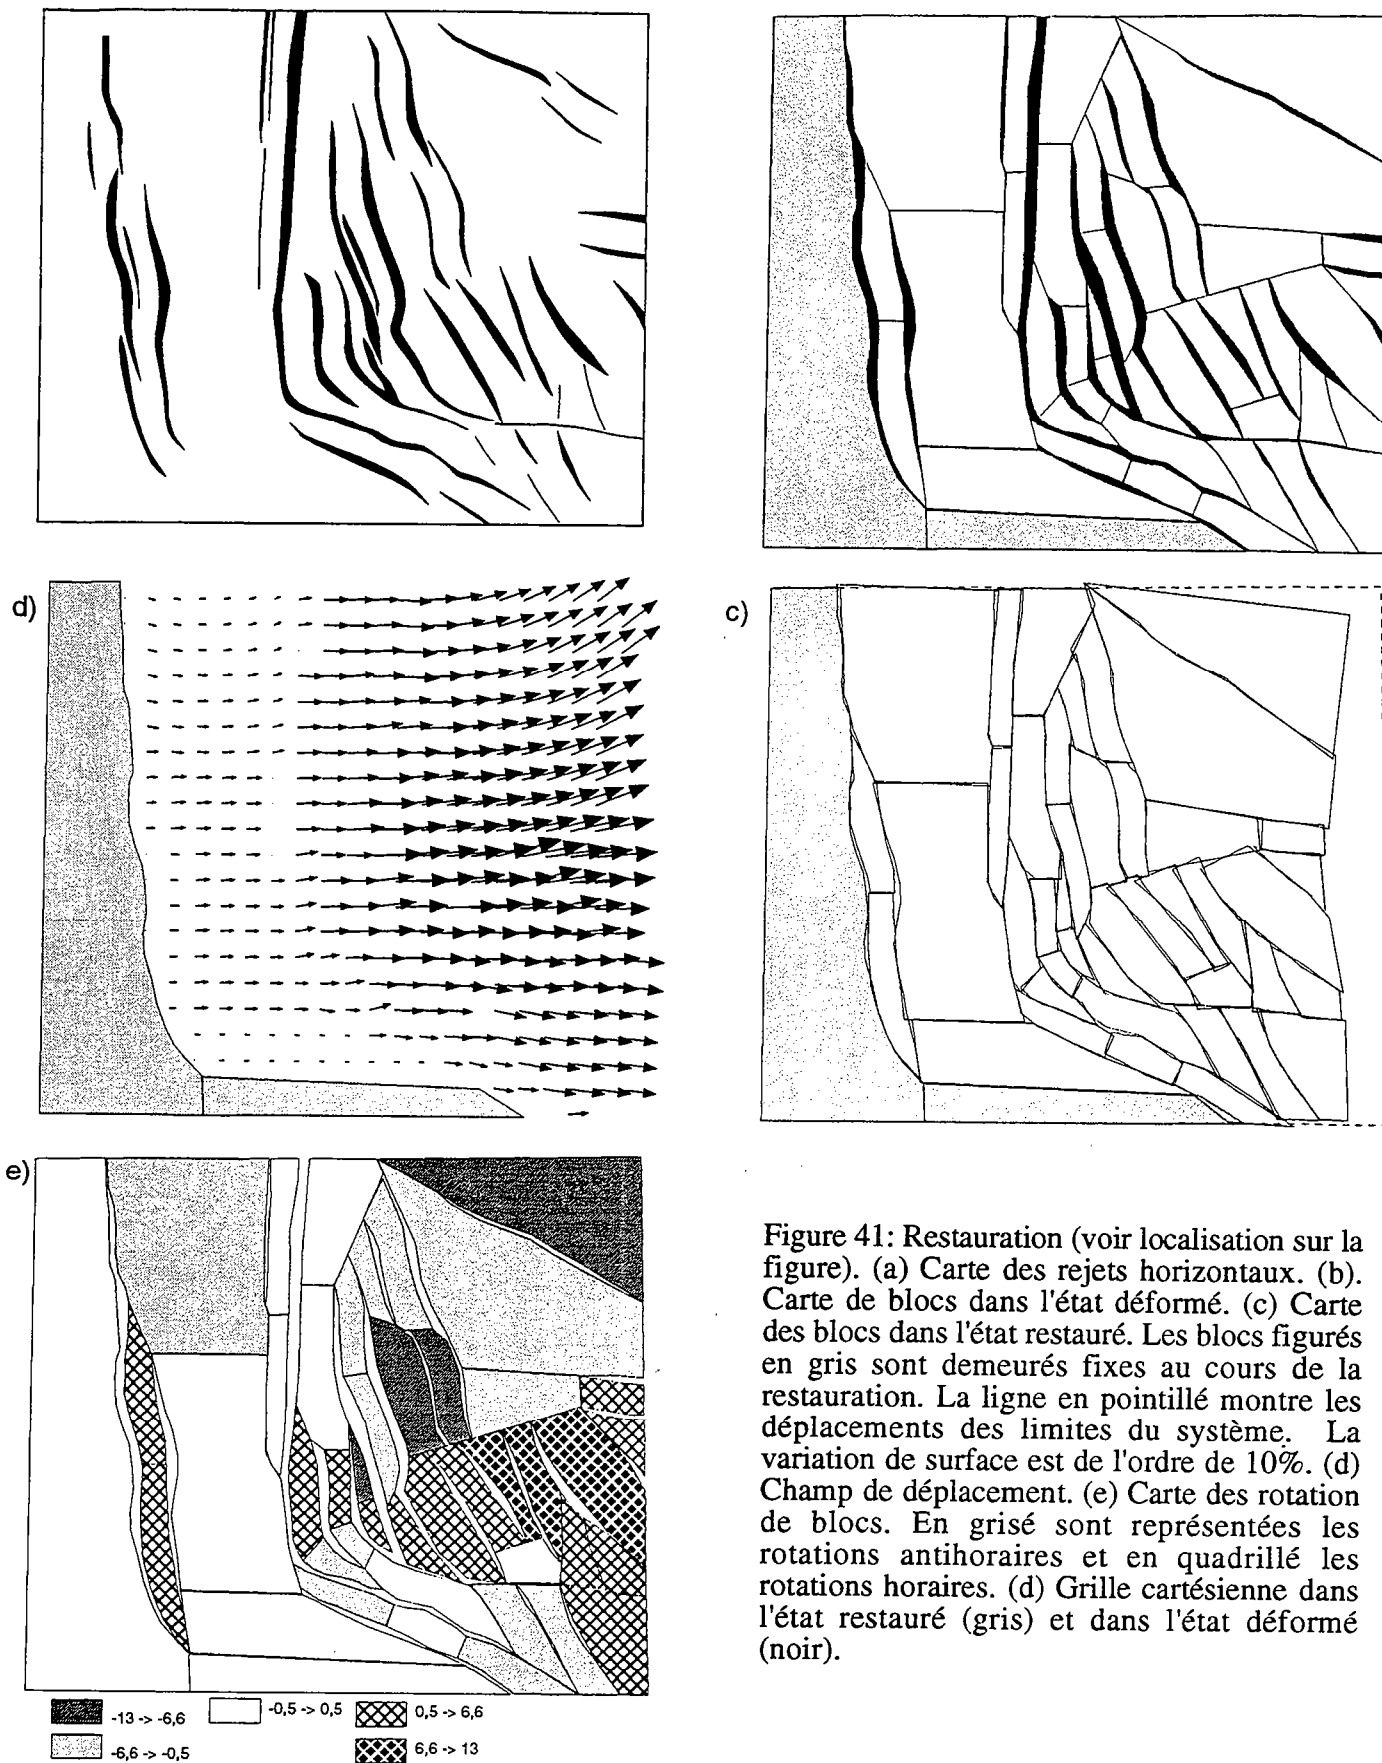 d)
c)
e)
Figure 41: Restauration (voir localisation sur la
figure). (a) Carte des rejets horizontaux. (b).
Carte de blocs dans l'état déformé. (c) Carte
des blocs dans l'état restauré. Les blocs figurés
en gris sont demeurés fixes au cours de la
restauration. La ligne en pointillé montre les
déplacements des limites du système. La
variation de surface est de l'ordre de 10%. (d)
Champ de déplacement. (e) Carte des rotation
de blocs. En grisé sont représentées les
rotations antihoraires et en quadrillé les
rotations horaires. (d) Grille cartésienne dans
l'état restauré (gris) et dans l'état déformé
(noir).
-13 -> -6,6
-0,5 -> 0,5
0,5 -> 6,6
-6,6 -> -0,5
6,6 -> 13